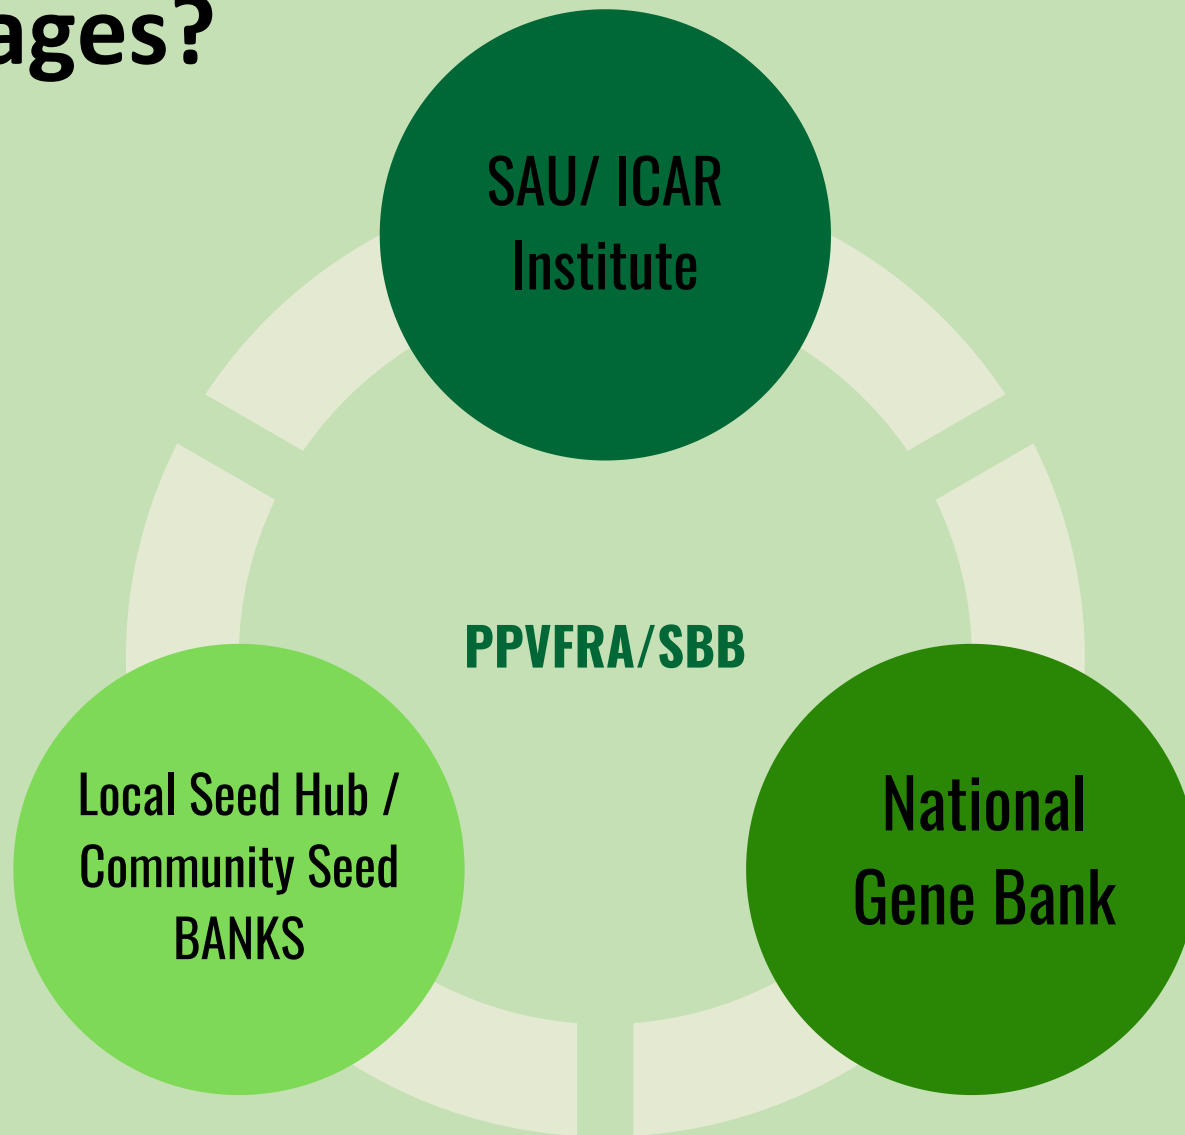 ages?
SAU/ ICAR
Institute
PPVFRA/SBB
Local Seed Hub /
Community Seed
BANKS
National
Gene Bank